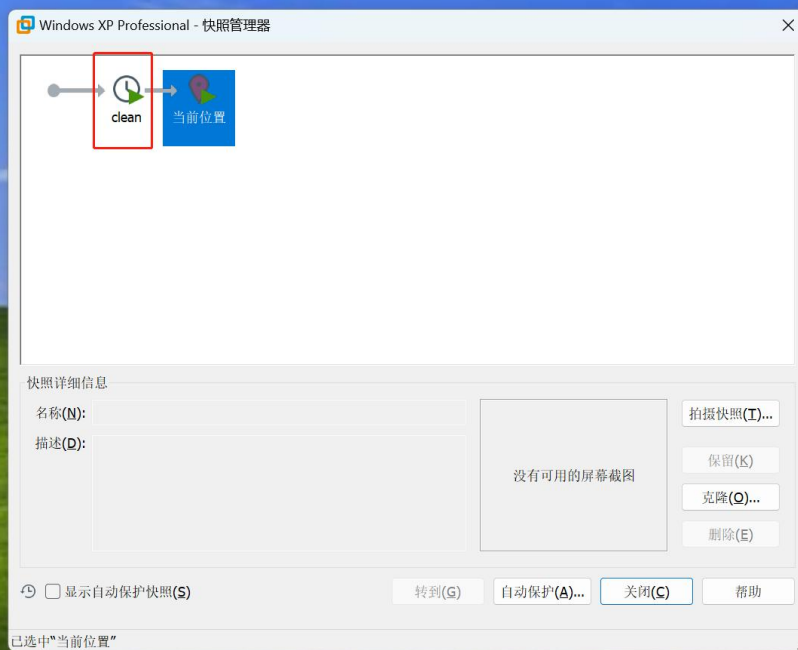 Windows XP Professional - 快照管理器
clean
当前位置
快照详细信息
名称(N):
描述(D):
没有可用的屏幕截图
拍摄快照(T)...
保留(K)
克隆(O)...
删除(E)
显示自动保护快照(S)
转到(G)
自动保护(A)...
关闭(C)
帮助
已选中"当前位置"